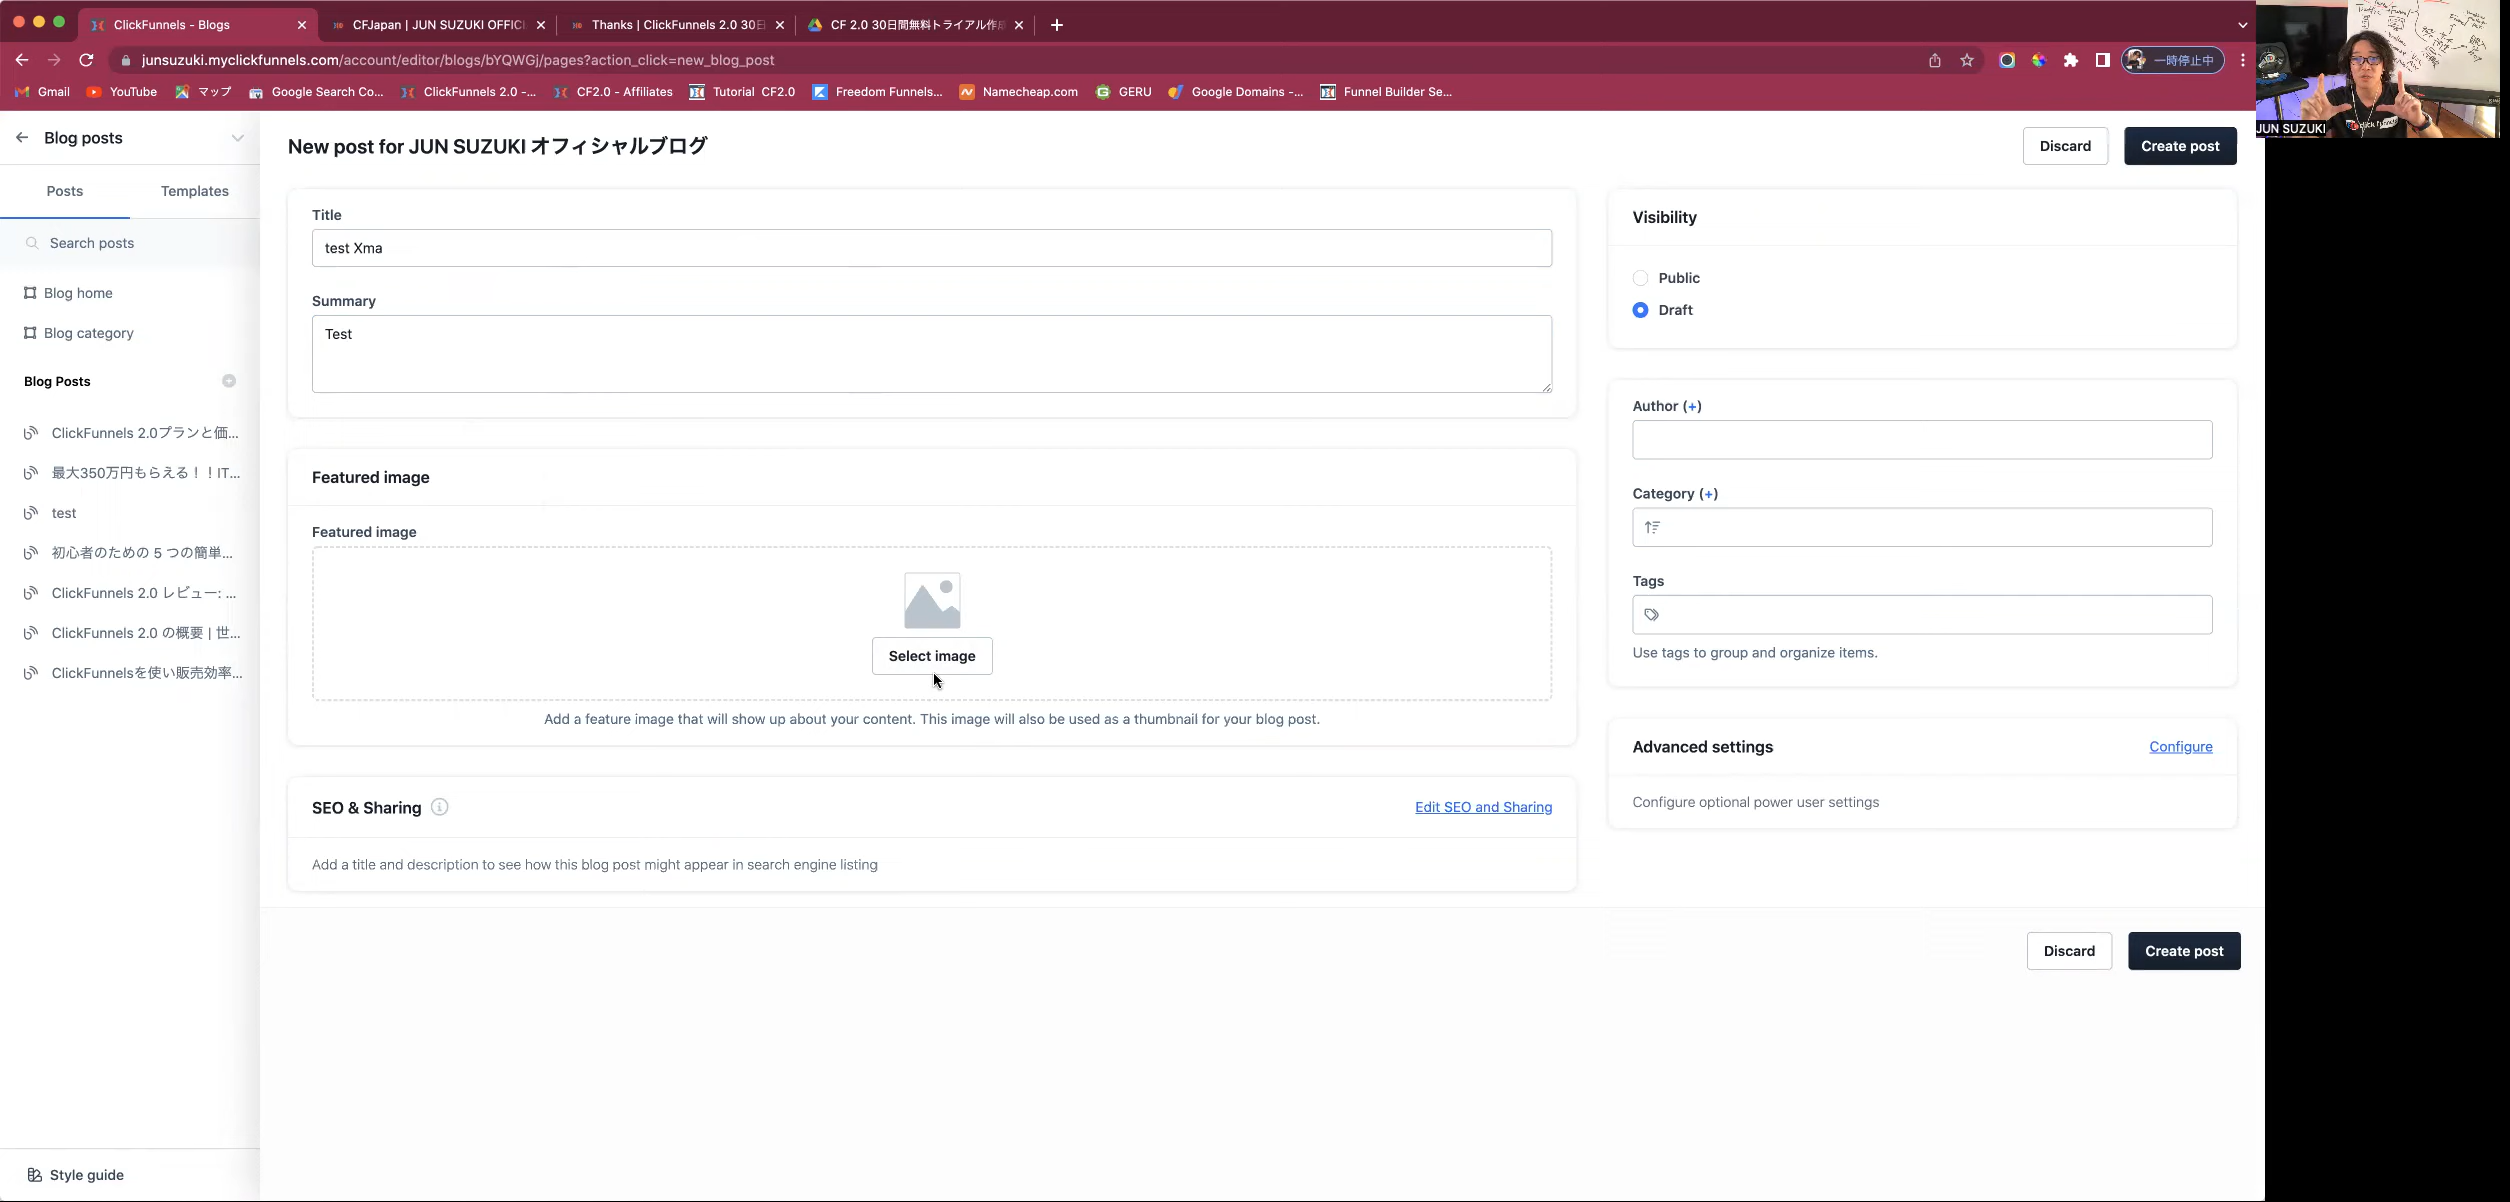 ClickFunnels - Blogs
CFJapan | JUN SUZUKI OFFICI
Thanks | ClickFunnels 2.0 30日
CF 2.0 30日間無料トライアル作成
junsuzuki.myclickfunnels.com/account/editor/blogs/bYQWGj/pages?action_click=new_blog_post
一時停止中
Gmail
YouTube
マップ
Google Search Co...
ClickFunnels 2.0 -...
CF2.0 - Affiliates
Tutorial CF2.0
Freedom Funnels...
Namecheap.com
GERU
Google Domains -...
Funnel Builder Se...
JUN SUZUKI
Blog posts
Posts
Templates
Search posts
Blog home
Blog category
Blog Posts
ClickFunnels 2.0プランと価...
最大350万円もらえる！！IT...
test
初心者のための 5 つの簡単...
ClickFunnels 2.0 レビュー: ...
ClickFunnels 2.0 の概要 | 世...
ClickFunnelsを使い販売効率...
Style guide
New post for JUN SUZUKI オフィシャルブログ
Discard
Create post
Title
test Xma
Summary
Test
Featured image
Featured image
Select image
Add a feature image that will show up about your content. This image will also be used as a thumbnail for your blog post.
SEO & Sharing
Edit SEO and Sharing
Add a title and description to see how this blog post might appear in search engine listing
Visibility
Public
Draft
Author (+)
Category (+)
Tags
Use tags to group and organize items.
Advanced settings
Configure
Configure optional power user settings
Discard
Create post